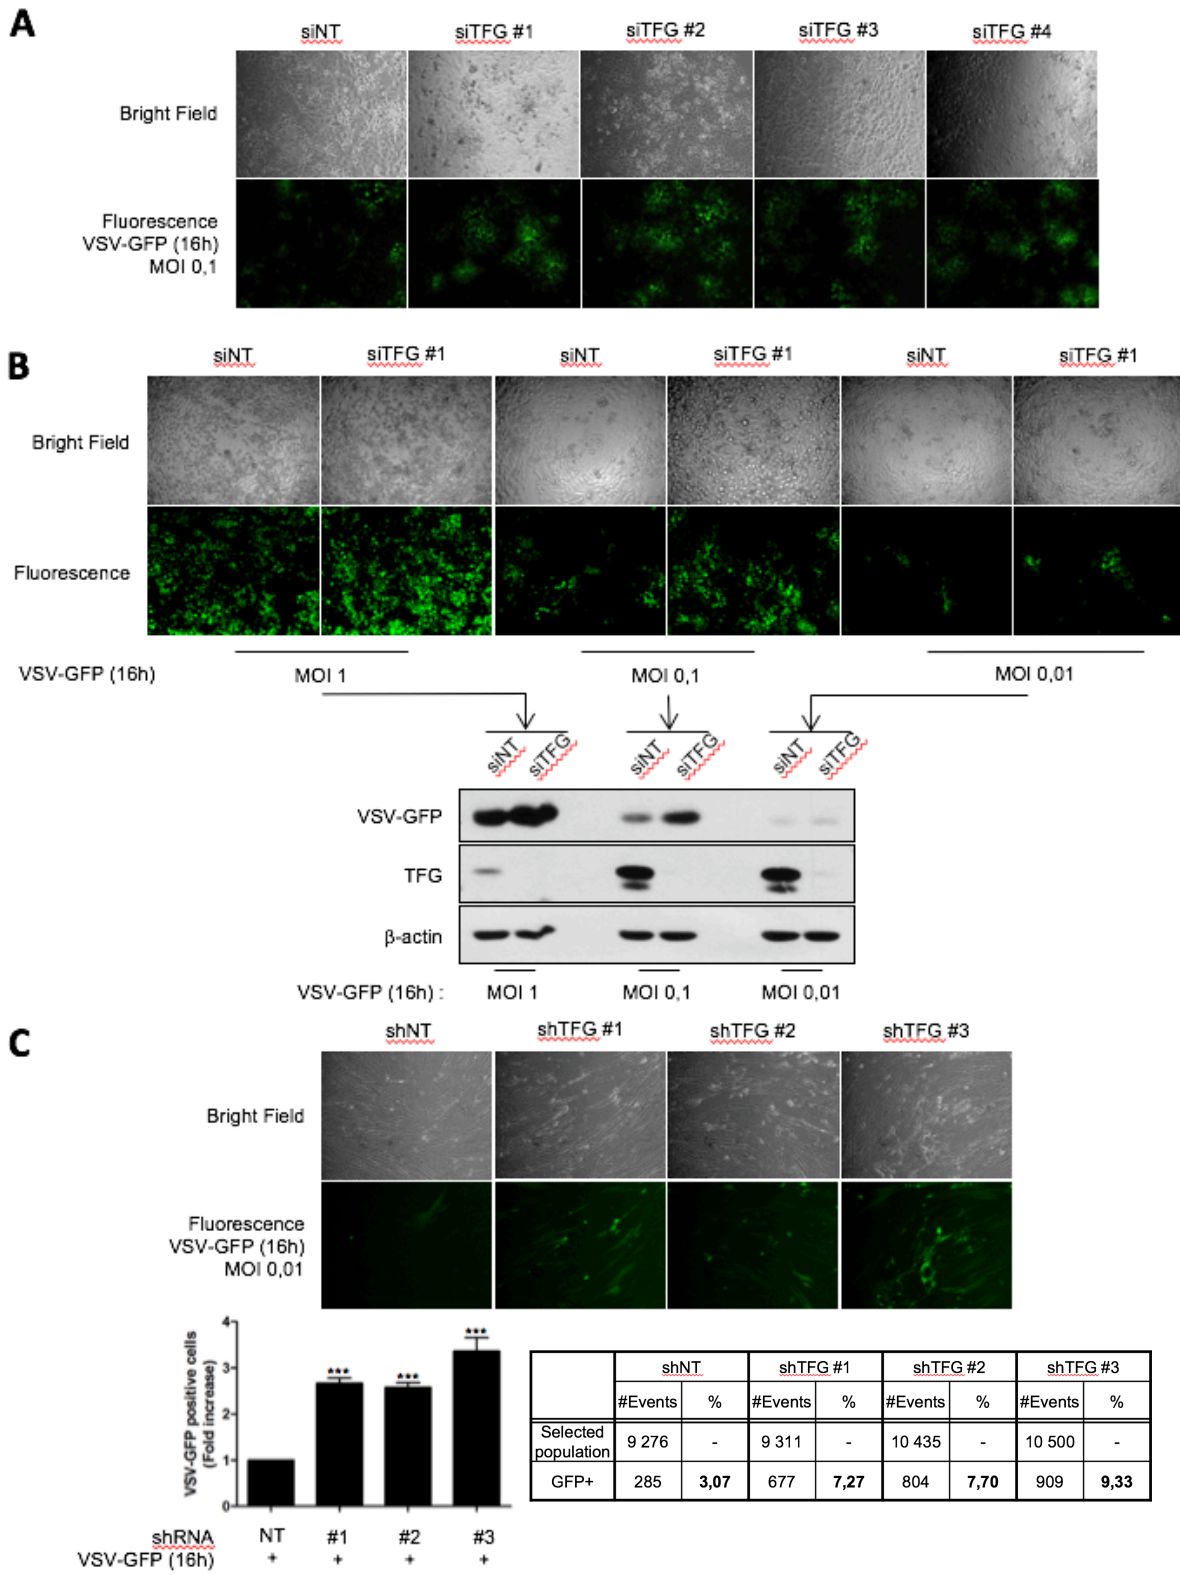 A
siNT siTFG #1 siTFG #2 siTFG #3 siTFG #4
Bright Field
Fluorescence
VSV-GFP (16h)
MOI 0,1
B
siNT siTFG #1 siNT siTFG #1 siNT siTFG #1
Bright Field
Fluorescence
VSV-GFP (16h) MOI 1 MOI 0,1 MOI 0,01
siNT siTFG siNT siTFG siNT siTFG
VSV-GFP
TFG
β-actin
VSV-GFP (16h) : MOI 1 MOI 0,1 MOI 0,01
C
shNT shTFG #1 shTFG #2 shTFG #3
Bright Field
Fluorescence
VSV-GFP (16h)
MOI 0,01
VSV-GFP positive cells
(Fold increase)
4
3
2
1
0
*** *** ***
shRNA NT #1 #2 #3
VSV-GFP (16h) + + + +
shNT shTFG #1 shTFG #2 shTFG #3
#Events % #Events % #Events % #Events %
Selected
population 9 276 - 9 311 - 10 435 - 10 500 -
GFP+ 285 3,07 677 7,27 804 7,70 909 9,33